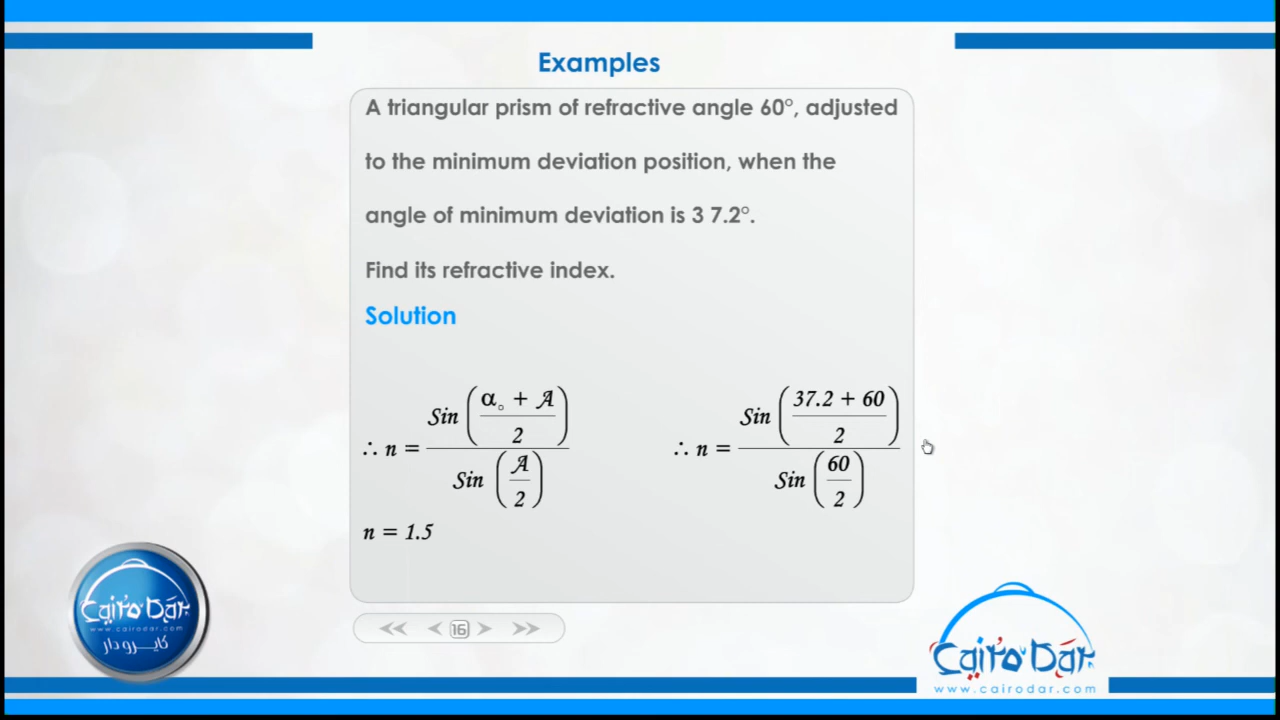 Examples
A triangular prism of refractive angle 60°, adjusted
to the minimum deviation position, when the
angle of minimum deviation is 3 7.2°.
Find its refractive index.
Solution
∴ n = Sin ( (α₀ + A) / 2 ) / Sin ( A / 2 )
∴ n = Sin ( (37.2 + 60) / 2 ) / Sin ( 60 / 2 )
n = 1.5
16
Cairo Dar
www.cairodar.com
كايرو دار
Cairo Dar
www.cairodar.com